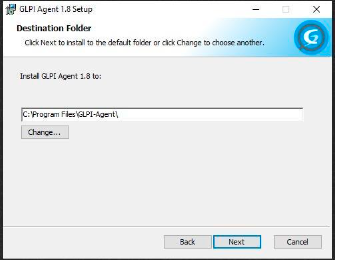 GLPI Agent 1.8 Setup
Destination Folder
Click Next to install to the default folder or click Change to choose another.
Install GLPI Agent 1.8 to:
C:\Program Files\GLPI-Agent\
Change...
Back Next Cancel